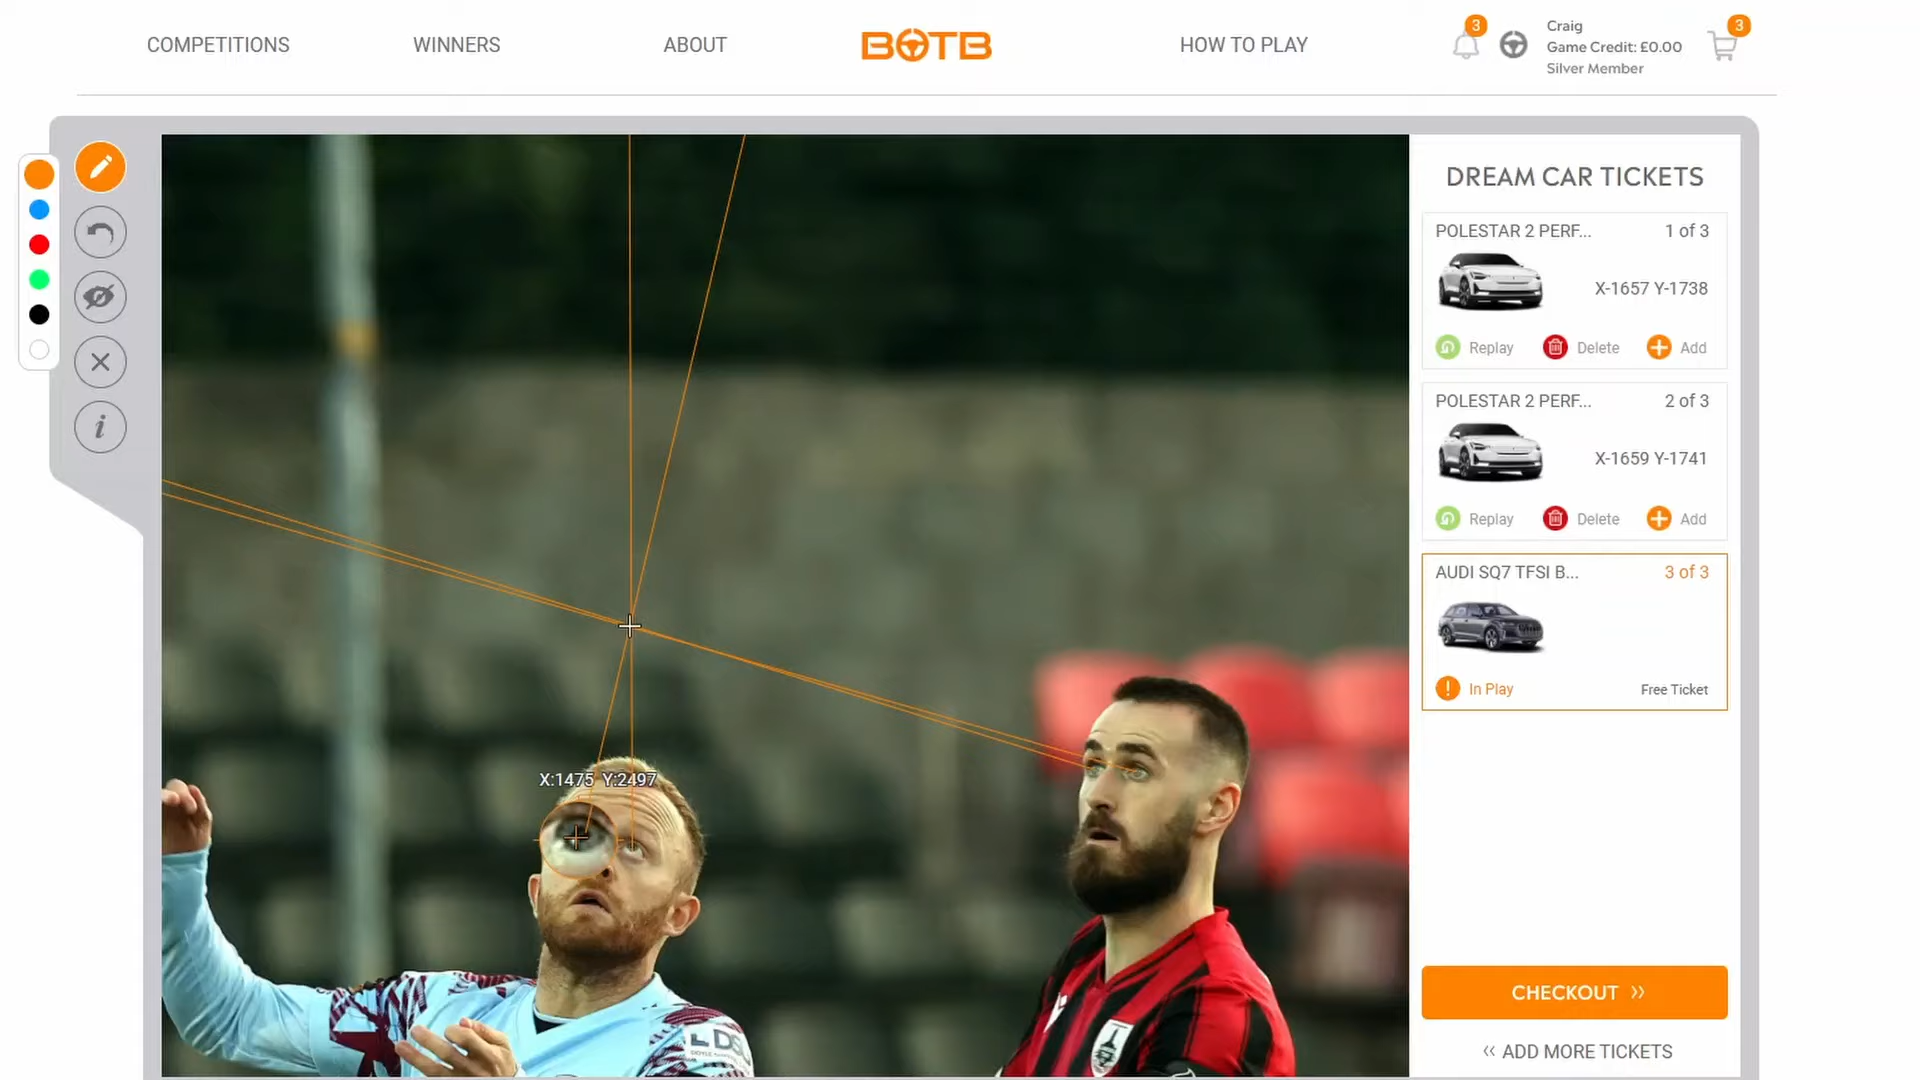 COMPETITIONS
WINNERS
ABOUT
BOTB
HOW TO PLAY
3
Craig
Game Credit: £0.00
Silver Member
3
i
X:1475 Y:2497
LDS
DREAM CAR TICKETS
POLESTAR 2 PERF... 1 of 3
X-1657 Y-1738
Replay Delete Add
POLESTAR 2 PERF... 2 of 3
X-1659 Y-1741
Replay Delete Add
AUDI SQ7 TFSI B... 3 of 3
! In Play Free Ticket
CHECKOUT »
« ADD MORE TICKETS